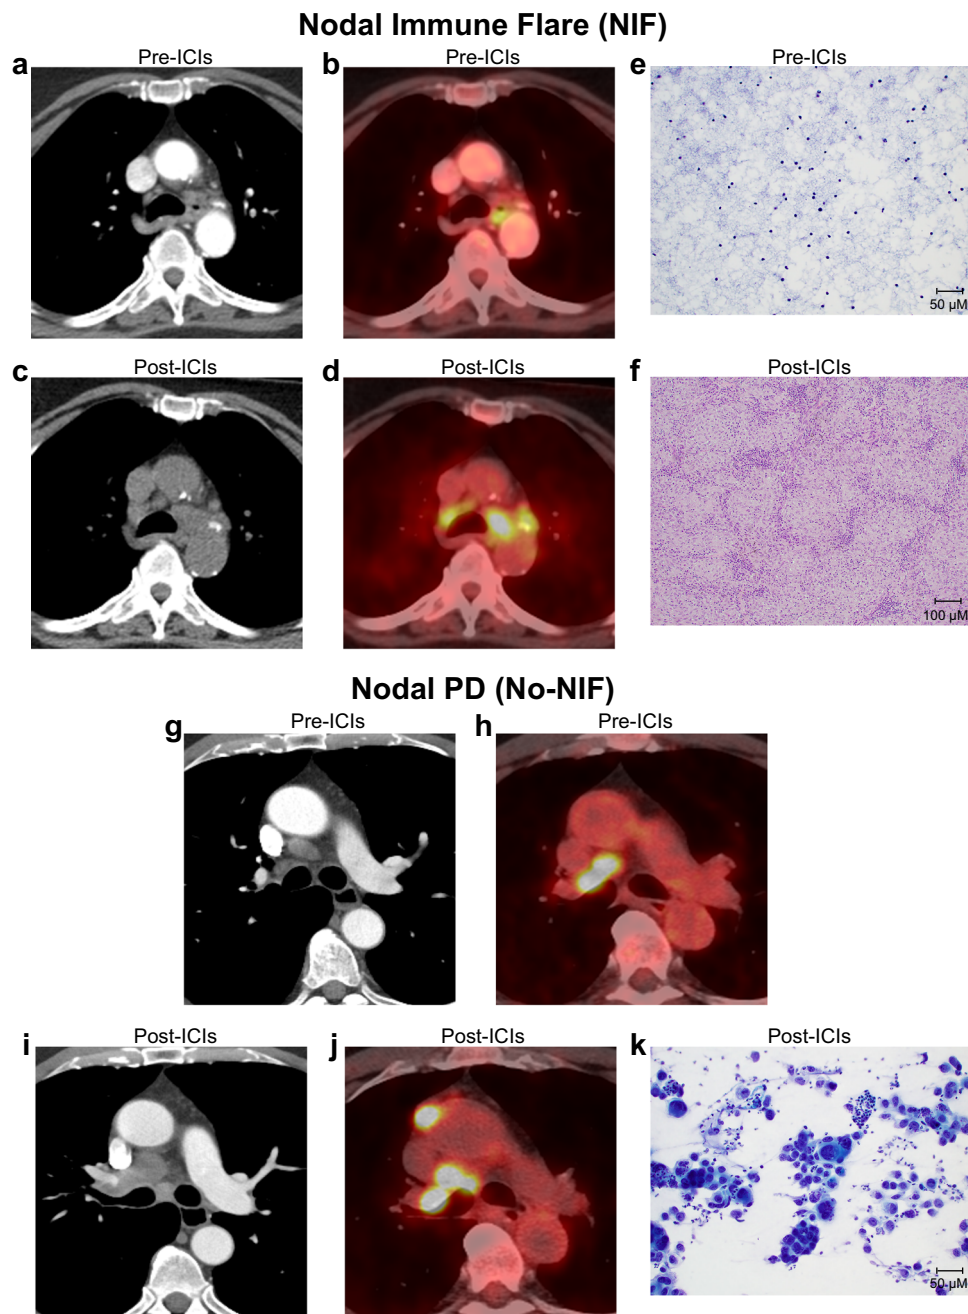 Nodal Immune Flare (NIF)
a Pre-ICIs
b Pre-ICIs
e Pre-ICIs
50 µM
c Post-ICIs
d Post-ICIs
f Post-ICIs
100 µM
Nodal PD (No-NIF)
g Pre-ICIs
h Pre-ICIs
i Post-ICIs
j Post-ICIs
k Post-ICIs
50 µM